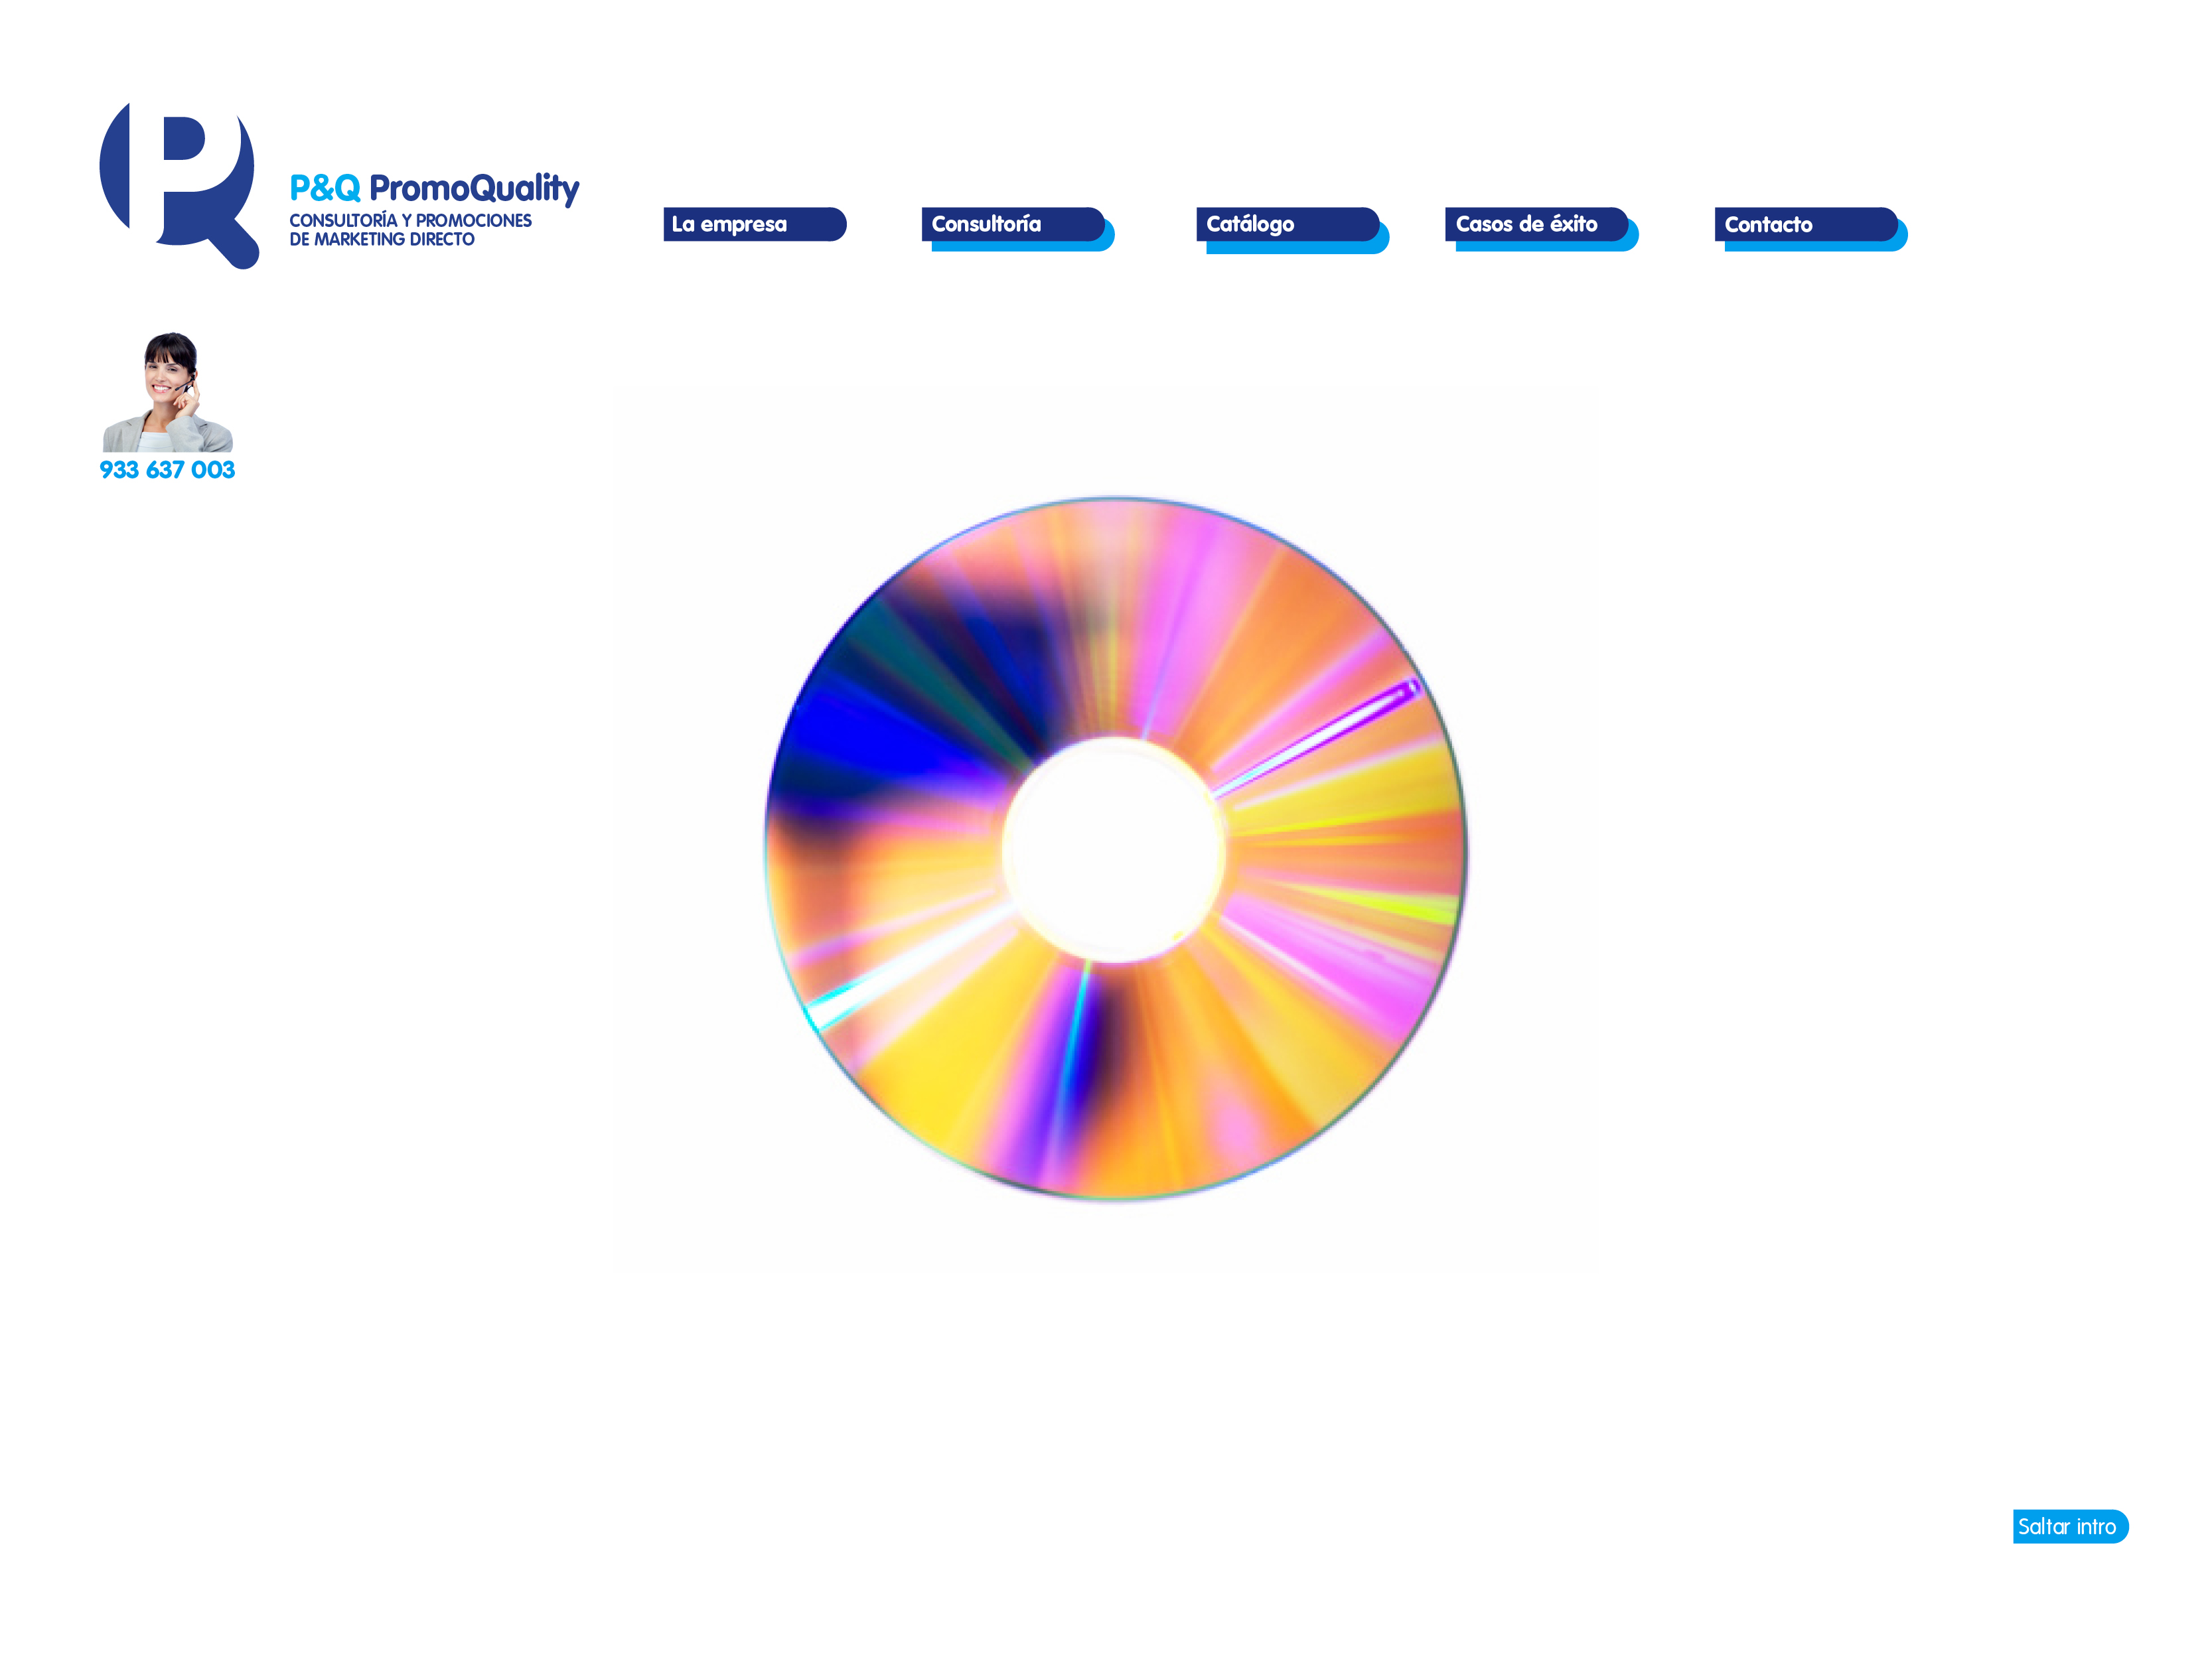 P&Q PromoQuality
CONSULTORÍA Y PROMOCIONES
DE MARKETING DIRECTO
La empresa
Consultoría
Catálogo
Casos de éxito
Contacto
933 637 003
Saltar intro